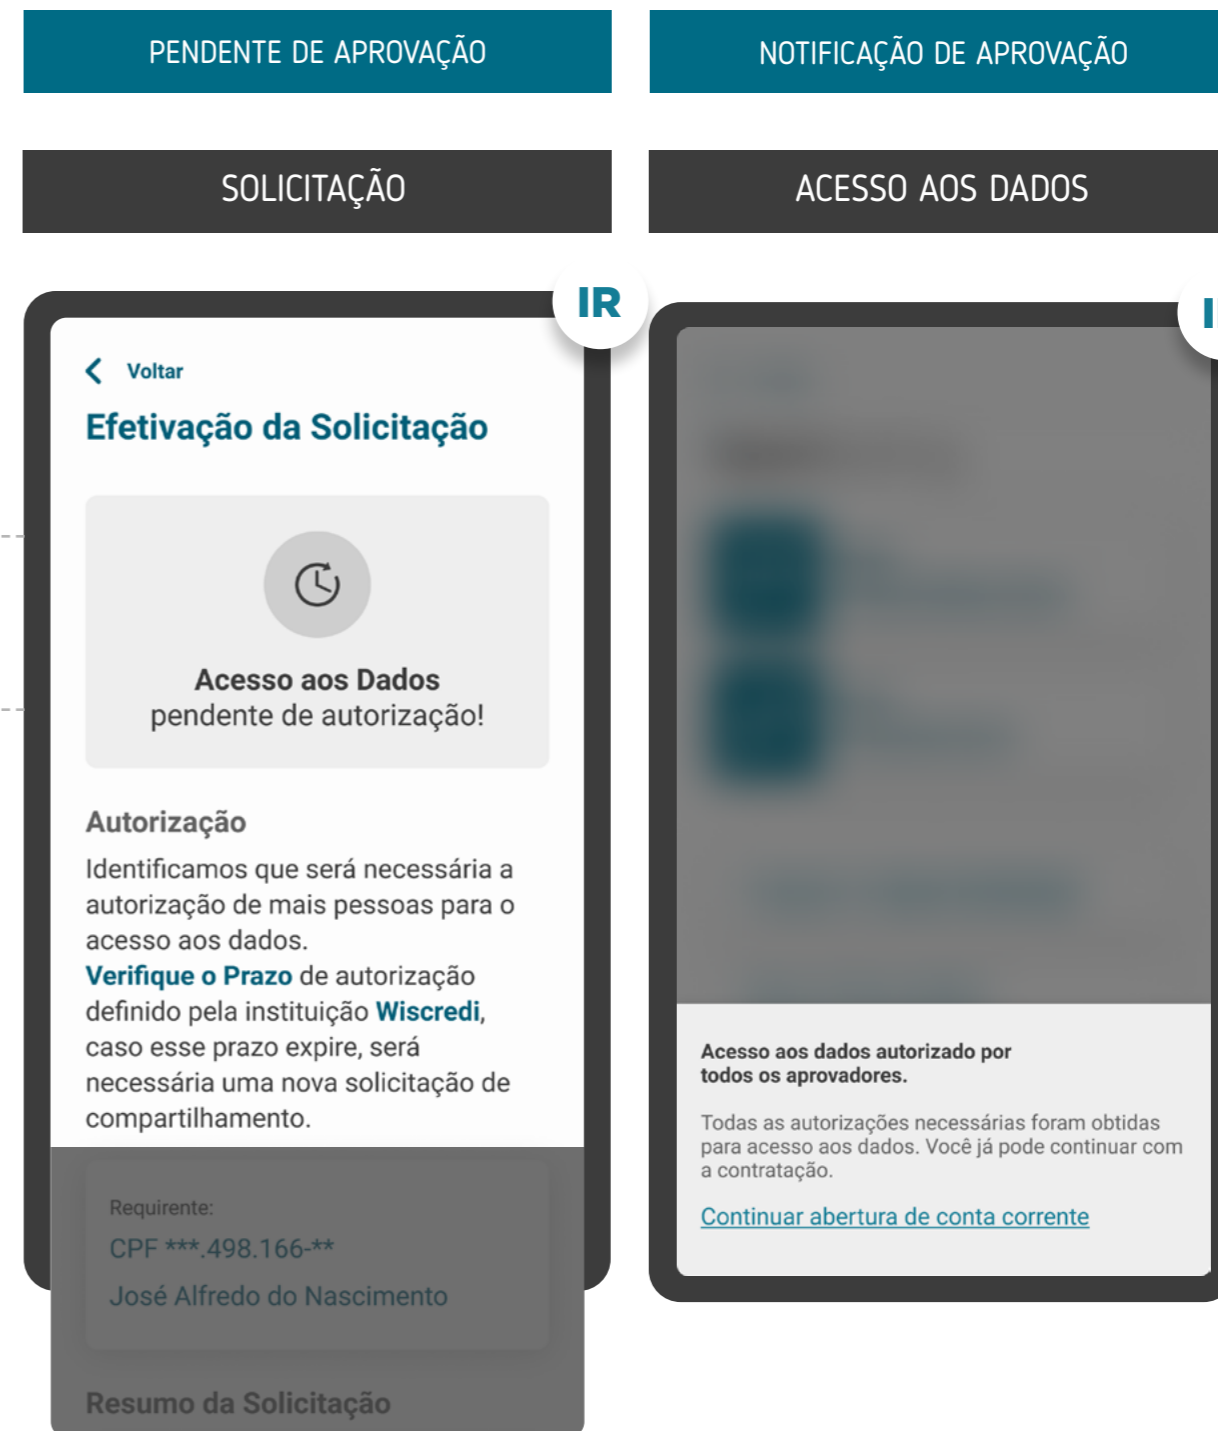 PENDENTE DE APROVAÇÃO
SOLICITAÇÃO
IR
Voltar
Efetivação da Solicitação
Acesso aos Dados
pendente de autorização!
Autorização
Identificamos que será necessária a
autorização de mais pessoas para o
acesso aos dados.
Verifique o Prazo de autorização
definido pela instituição Wiscredi,
caso esse prazo expire, será
necessária uma nova solicitação de
compartilhamento.
Requirente:
CPF ***.498.166-**
José Alfredo do Nascimento
Resumo da Solicitação
NOTIFICAÇÃO DE APROVAÇÃO
ACESSO AOS DADOS
I
Acesso aos dados autorizado por
todos os aprovadores.
Todas as autorizações necessárias foram obtidas
para acesso aos dados. Você já pode continuar com
a contratação.
Continuar abertura de conta corrente